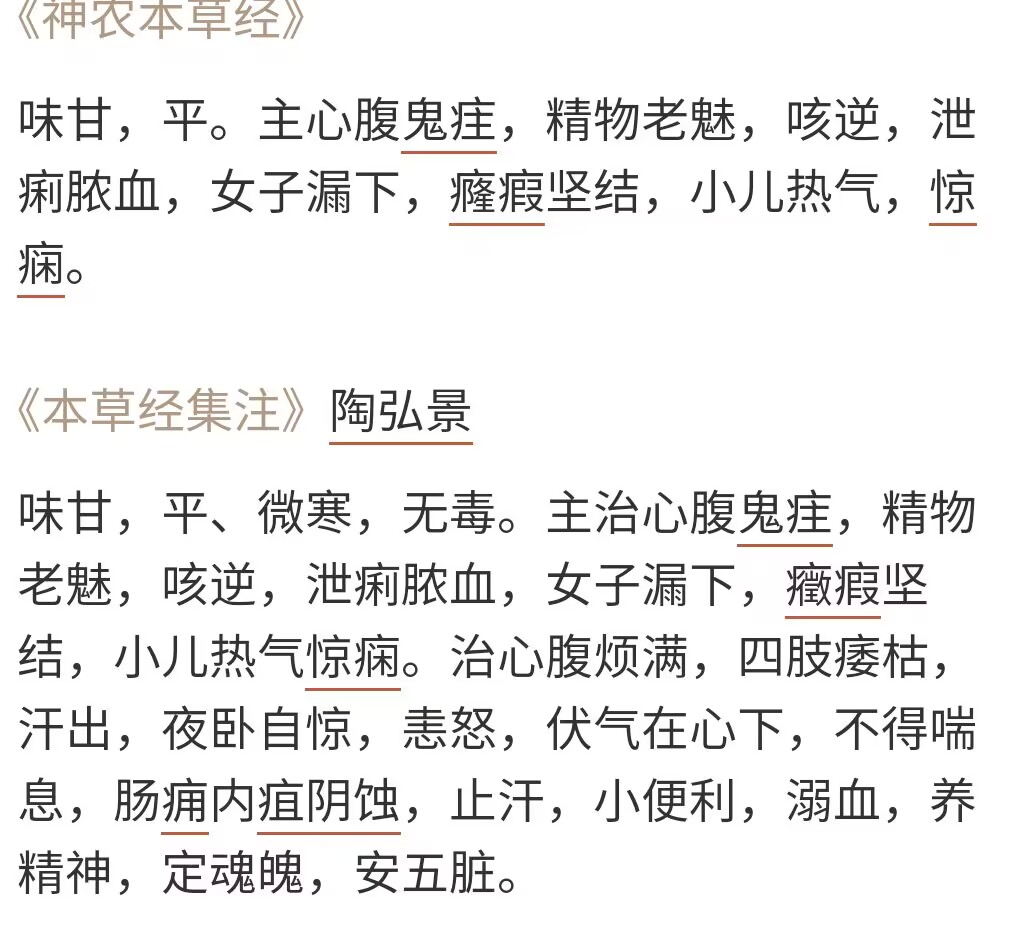 《神农本草经》
味甘，平。主心腹鬼疰，精物老魅，咳逆，泄
痢脓血，女子漏下，癃瘕坚结，小儿热气，惊
痫。
《本草经集注》陶弘景
味甘，平、微寒，无毒。主治心腹鬼疰，精物
老魅，咳逆，泄痢脓血，女子漏下，癥瘕坚
结，小儿热气惊痫。治心腹烦满，四肢痿枯，
汗出，夜卧自惊，恚怒，伏气在心下，不得喘
息，肠痈内疽阴蚀，止汗，小便利，溺血，养
精神，定魂魄，安五脏。